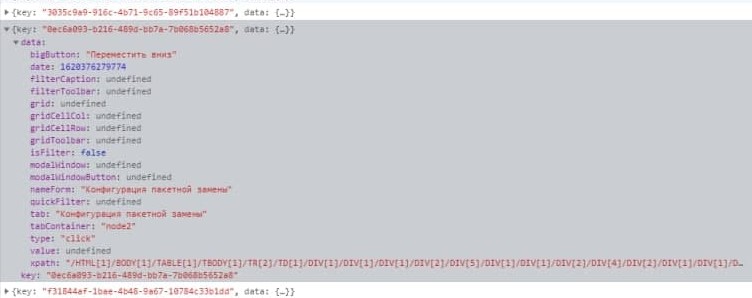 {key: "3035c9a9-916c-4b71-9c65-89f51b104887", data: {…}}
{key: "0ec6a093-b216-489d-bb7a-7b068b5652a8"
data:
bigButton: "Переместить вниз"
date: 1620376279774
filterCaption: undefined
filterToolbar: undefined
grid: undefined
gridCellCol: undefined
gridCellRow: undefined
gridToolbar: undefined
isFilter: false
modalWindow: undefined
modalWindowButton: undefined
nameForm: "Конфигурация пакетной замены"
quickFilter: undefined
tab: "Конфигурация пакетной замены"
tabContainer: "node2"
type: "click"
value: undefined
xpath: "/HTML[1]/BODY[1]/TABLE[1]/TBODY[1]/TR[2]/TD[1]/DIV[1]/DIV[1]/DIV[1]/DIV[2]/DIV[5]/DIV[1]/DIV[1]/DIV[2]/DIV[4]/DIV[2]/DIV[1]/DIV[1]/D…
key: "0ec6a093-b216-489d-bb7a-7b068b5652a8"
{key: "f31844af-1bae-4b48-9a67-10784c33b1dd", data: {…}}